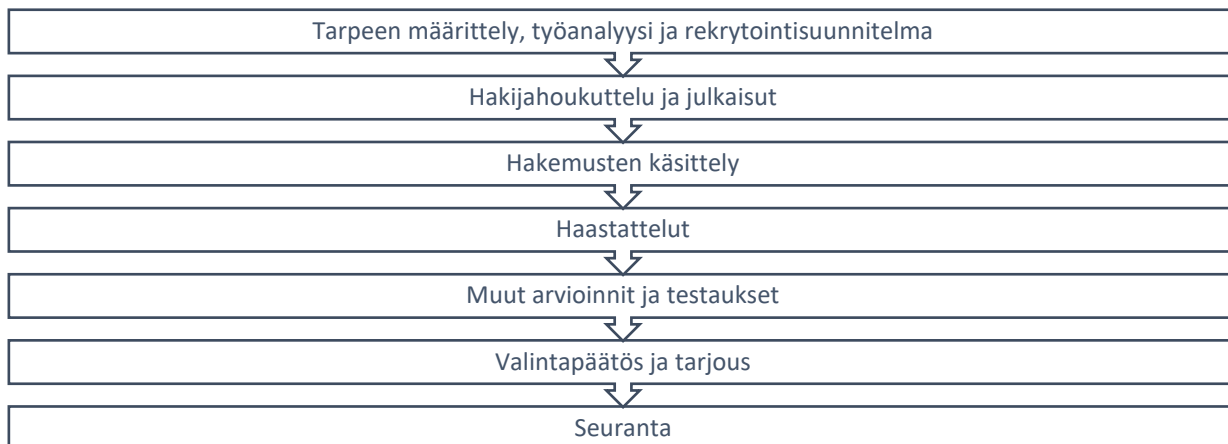 Tarpeen määrittely, työanalyysi ja rekrytointisuunnitelma
Hakijahoukuttelu ja julkaisut
Hakemusten käsittely
Haastattelut
Muut arvioinnit ja testaukset
Valintapäätös ja tarjous
Seuranta